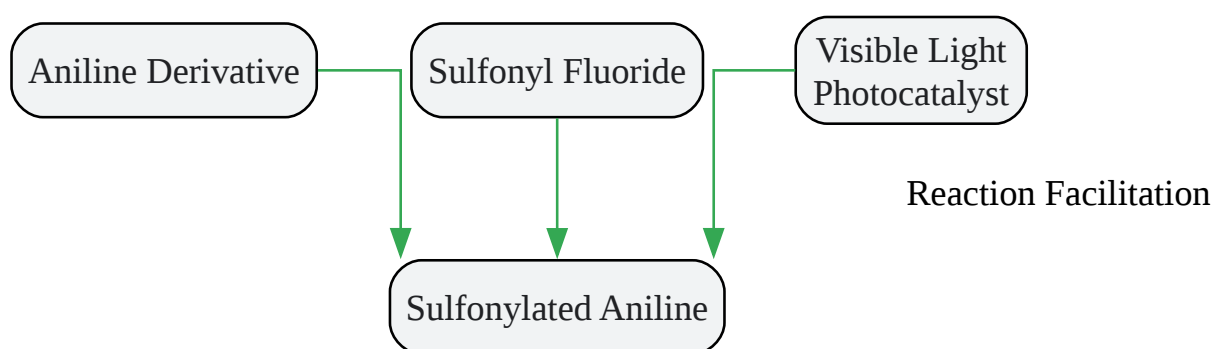 Aniline Derivative
Sulfonyl Fluoride
Visible Light
Photocatalyst
Reaction Facilitation
Sulfonylated Aniline